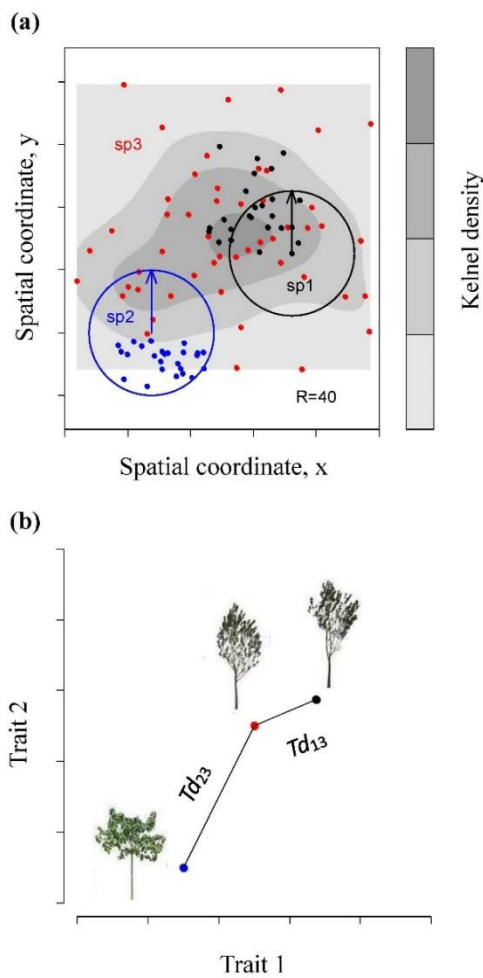 (a)
Spatial coordinate, y
sp3
sp1
sp2
R=40
Spatial coordinate, x
Kelnel density
(b)
Trait 2
Td23
Td13
Trait 1